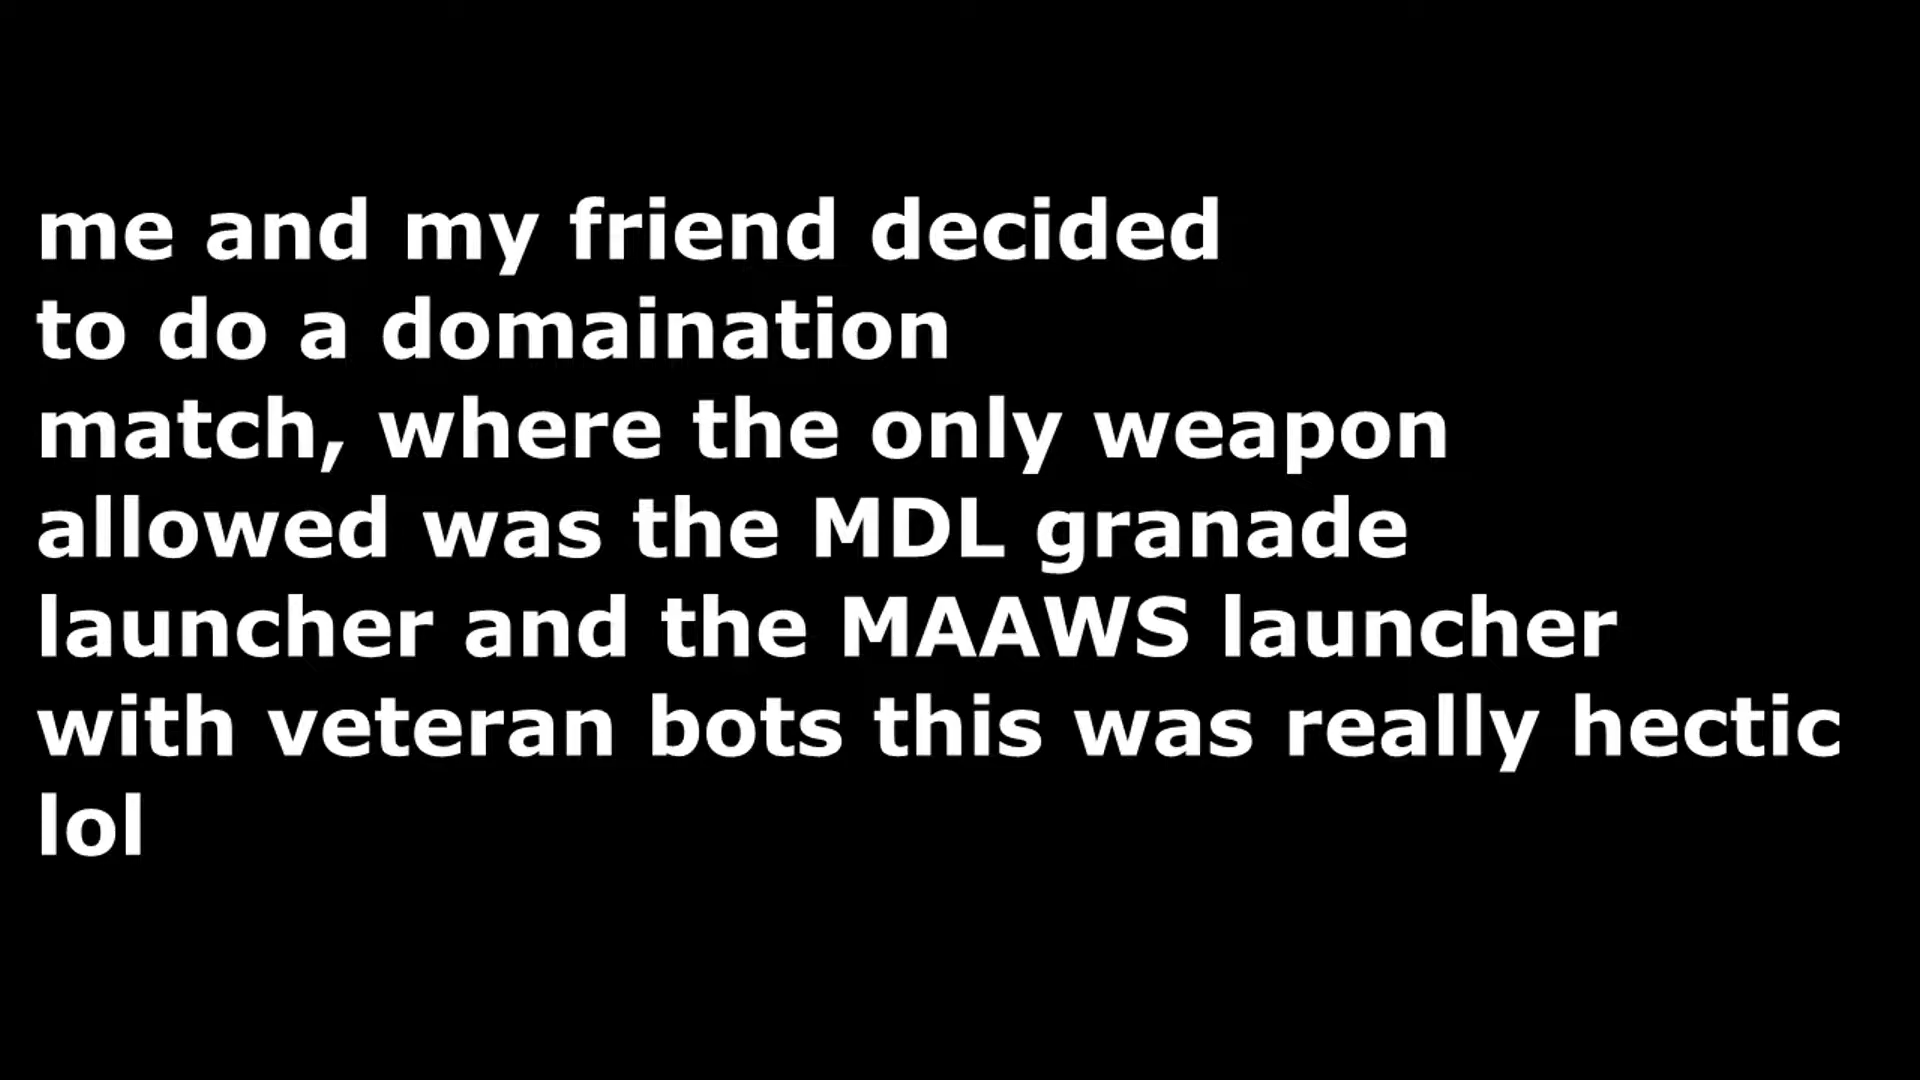 me and my friend decided
to do a domaination
match, where the only weapon
allowed was the MDL granade
launcher and the MAAWS launcher
with veteran bots this was really hectic
lol